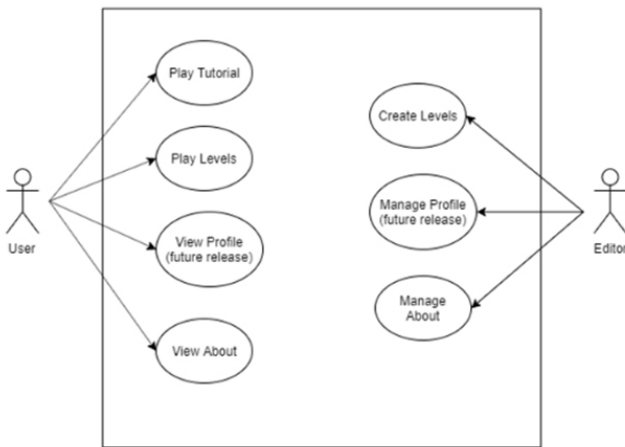 Play Tutorial
Create Levels
Play Levels
User
View Profile
(future release)
Manage Profile
(future release)
Editor
Manage
About
View About